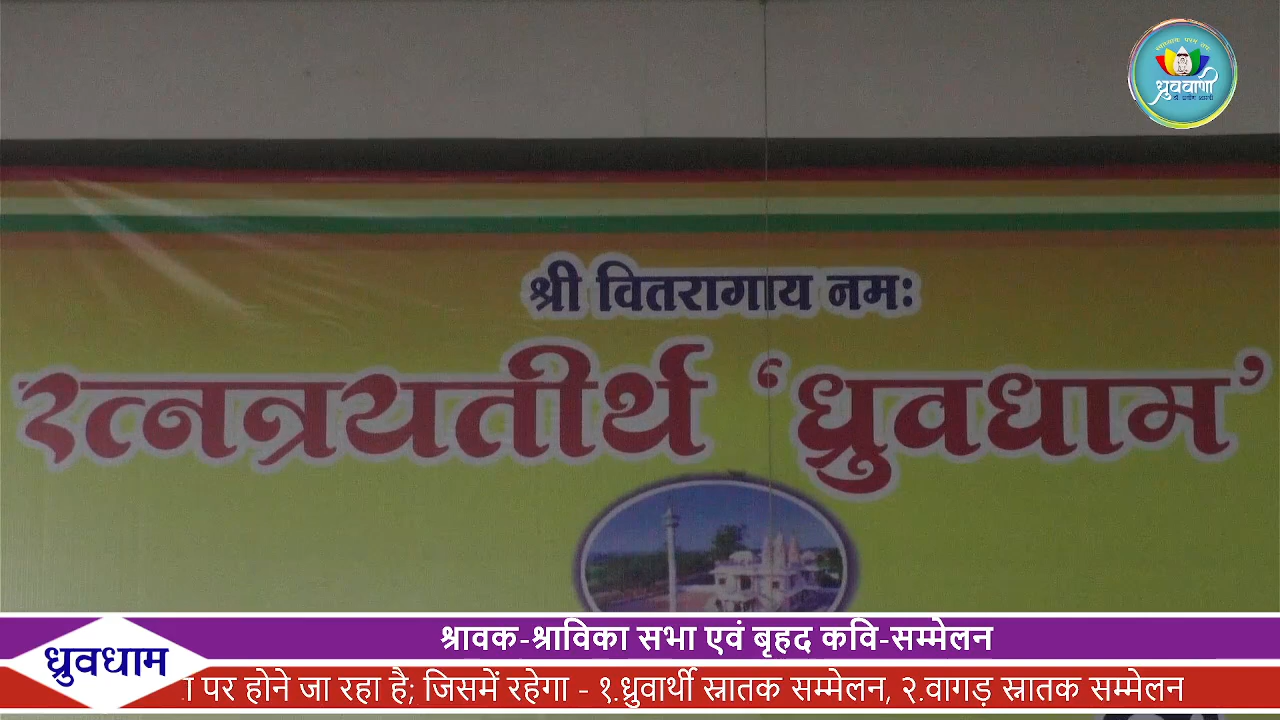 ध्रुववाणी
श्री वितरागाय नमः
रत्नत्रयतीर्थ ‘ध्रुवधाम’
श्रावक-श्राविका सभा एवं बृहद कवि-सम्मेलन
ध्रुवधाम
पर होने जा रहा है; जिसमें रहेगा - १.ध्रुवार्थी स्नातक सम्मेलन, २.वागड़ स्नातक सम्मेलन